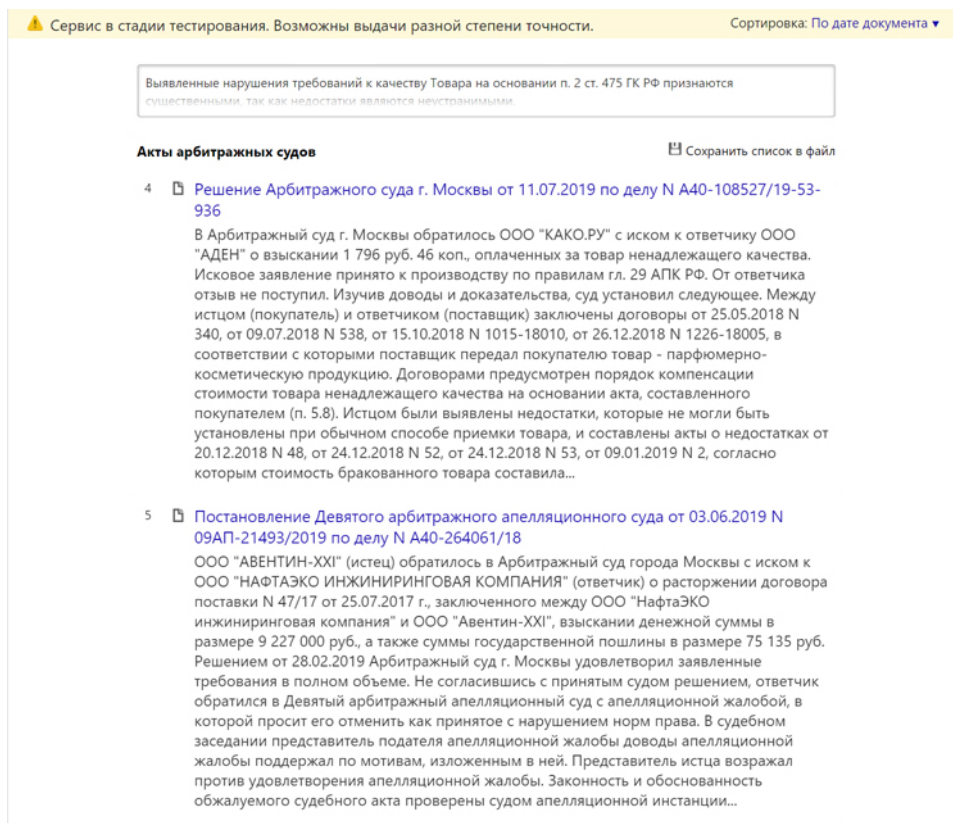 Сервис в стадии тестирования. Возможны выдачи разной степени точности.
Сортировка: По дате документа ▾
Выявленные нарушения требований к качеству Товара на основании п. 2 ст. 475 ГК РФ признаются
существенными, так как недостатки являются неустранимыми.
Акты арбитражных судов
Сохранить список в файл
4 Решение Арбитражного суда г. Москвы от 11.07.2019 по делу N А40-108527/19-53-
936
В Арбитражный суд г. Москвы обратилось ООО "КАКО.РУ" с иском к ответчику ООО
"АДЕН" о взыскании 1 796 руб. 46 коп., оплаченных за товар ненадлежащего качества.
Исковое заявление принято к производству по правилам гл. 29 АПК РФ. От ответчика
отзыв не поступил. Изучив доводы и доказательства, суд установил следующее. Между
истцом (покупатель) и ответчиком (поставщик) заключены договоры от 25.05.2018 N
340, от 09.07.2018 N 538, от 15.10.2018 N 1015-18010, от 26.12.2018 N 1226-18005, в
соответствии с которыми поставщик передал покупателю товар - парфюмерно-
косметическую продукцию. Договорами предусмотрен порядок компенсации
стоимости товара ненадлежащего качества на основании акта, составленного
покупателем (п. 5.8). Истцом были выявлены недостатки, которые не могли быть
установлены при обычном способе приемки товара, и составлены акты о недостатках от
20.12.2018 N 48, от 24.12.2018 N 52, от 24.12.2018 N 53, от 09.01.2019 N 2, согласно
которым стоимость бракованного товара составила...
5 Постановление Девятого арбитражного апелляционного суда от 03.06.2019 N
09АП-21493/2019 по делу N А40-264061/18
ООО "АВЕНТИН-XXI" (истец) обратилось в Арбитражный суд города Москвы с иском к
ООО "НАФТАЭКО ИНЖИНИРИНГОВАЯ КОМПАНИЯ" (ответчик) о расторжении договора
поставки N 47/17 от 25.07.2017 г., заключенного между ООО "НафтаЭКО
инжиниринговая компания" и ООО "Авентин-XXI", взыскании денежной суммы в
размере 9 227 000 руб., а также суммы государственной пошлины в размере 75 135 руб.
Решением от 28.02.2019 Арбитражный суд г. Москвы удовлетворил заявленные
требования в полном объеме. Не согласившись с принятым судом решением, ответчик
обратился в Девятый арбитражный апелляционный суд с апелляционной жалобой, в
которой просит его отменить как принятое с нарушением норм права. В судебном
заседании представитель подателя апелляционной жалобы доводы апелляционной
жалобы поддержал по мотивам, изложенным в ней. Представитель истца возражал
против удовлетворения апелляционной жалобы. Законность и обоснованность
обжалуемого судебного акта проверены судом апелляционной инстанции...